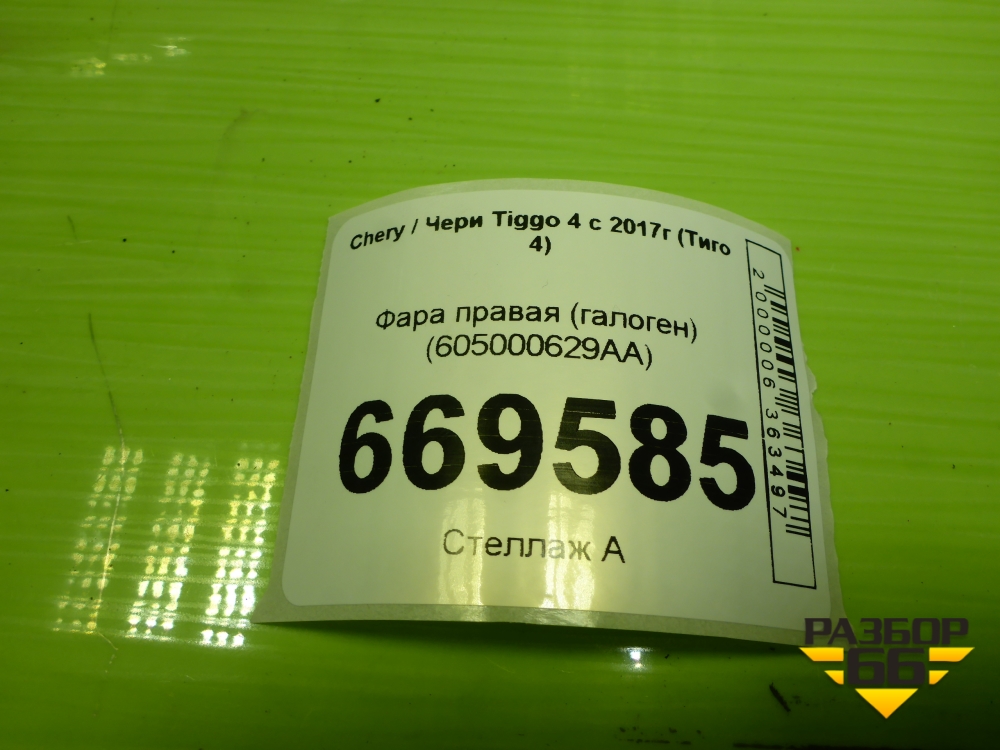 Chery / Чери Tiggo 4 с 2017г (Тиго
4)
Фара правая (галоген)
(605000629AA)
669585
Стеллаж А
2000006363497
РАЗБОР
66